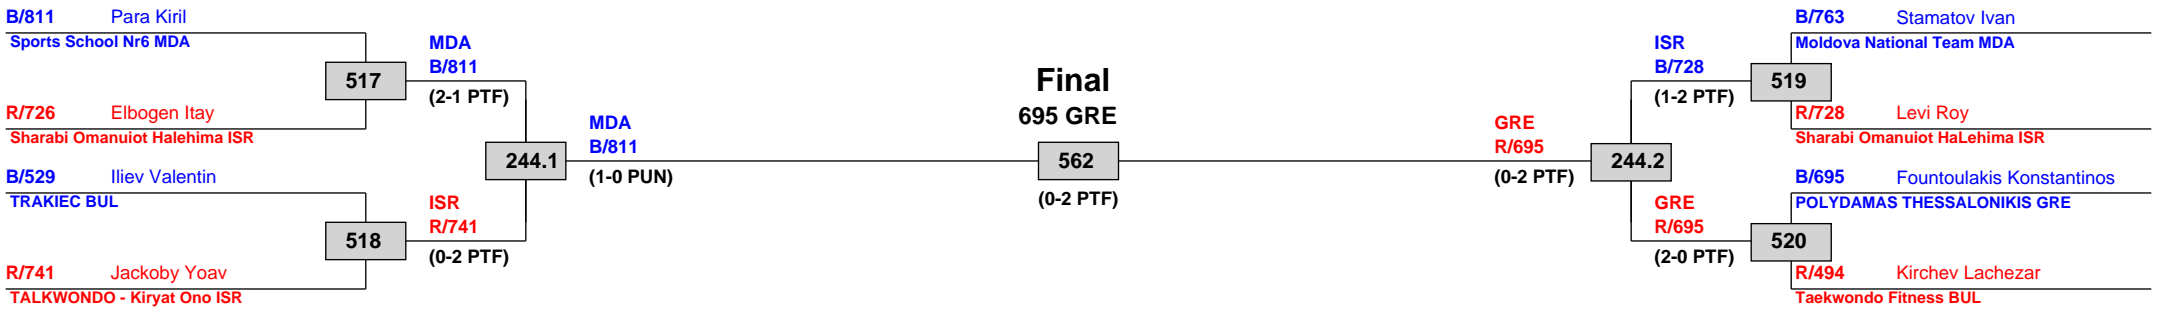 B/811 Para Kiril
Sports School Nr6 MDA
517
R/726 Elbogen Itay
Sharabi Omanuiot Halehima ISR
MDA
B/811
(2-1 PTF)
B/529 Iliev Valentin
TRAKIEC BUL
518
R/741 Jackoby Yoav
TALKWONDO - Kiryat Ono ISR
ISR
R/741
(0-2 PTF)
244.1
MDA
B/811
(1-0 PUN)
Final
695 GRE
562
(0-2 PTF)
GRE
R/695
(0-2 PTF)
244.2
ISR
B/728
(1-2 PTF)
GRE
R/695
(2-0 PTF)
B/763 Stamatov Ivan
Moldova National Team MDA
519
R/728 Levi Roy
Sharabi Omanuiot HaLehima ISR
B/695 Fountoulakis Konstantinos
POLYDAMAS THESSALONIKIS GRE
520
R/494 Kirchev Lachezar
Taekwondo Fitness BUL